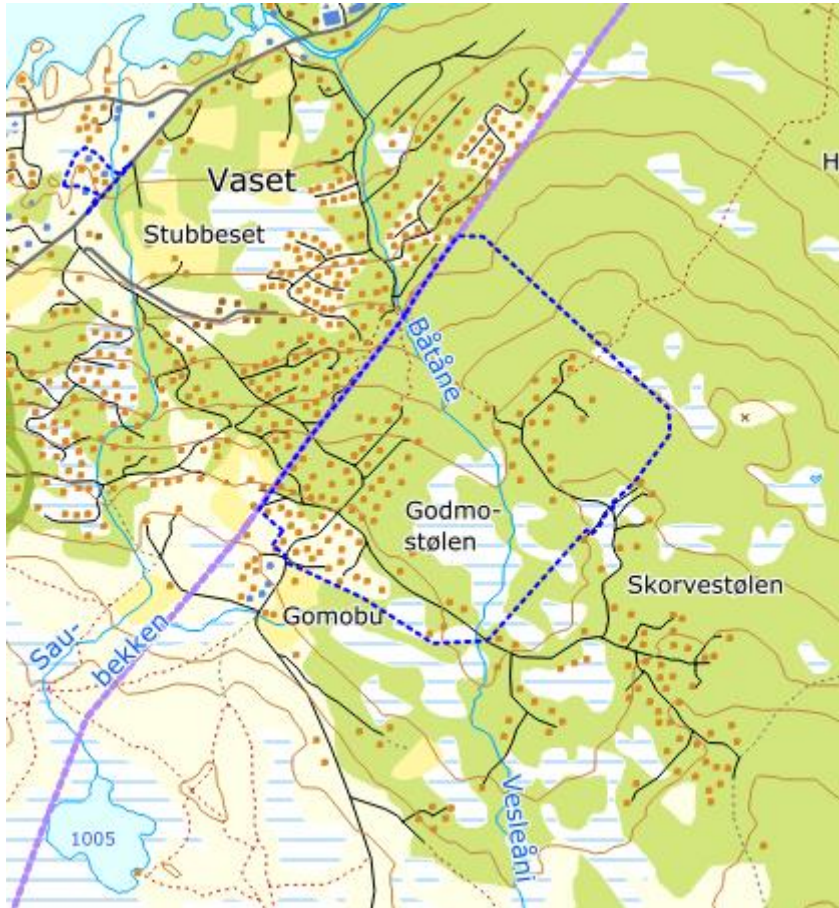 H
Vaset
Stubbeset
Båtåne
Godmo-
stølen
Skorvestølen
Gomobu
Sau-
bekken
Vesleåni
1005